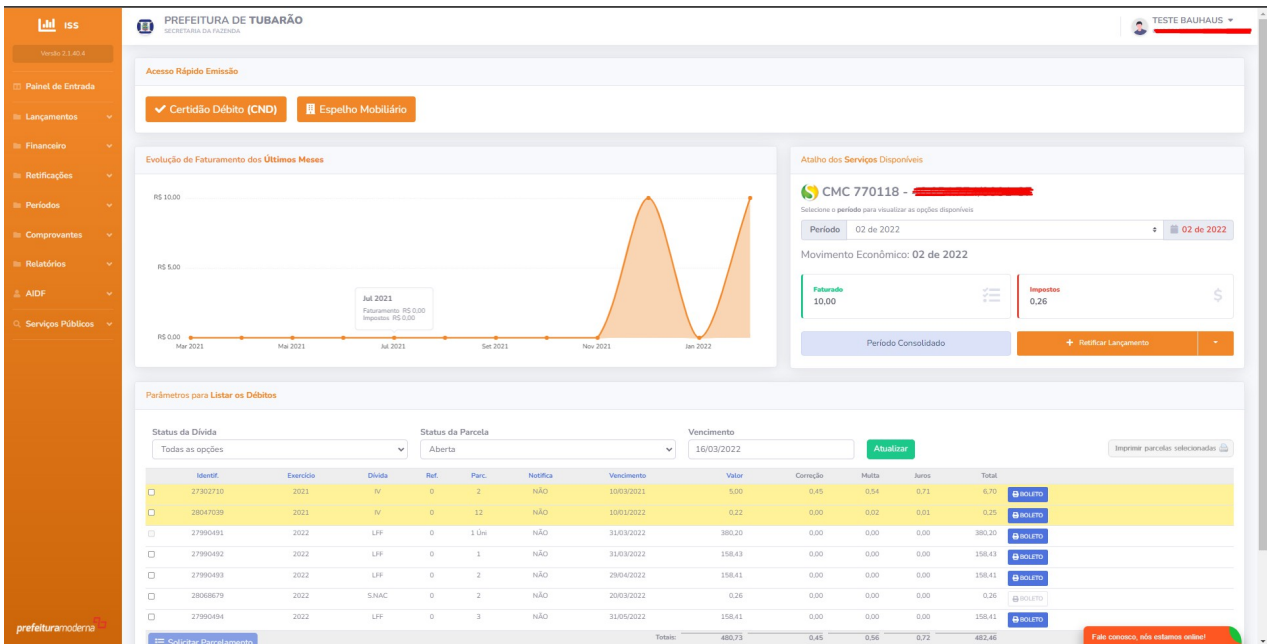 ISS
PREFEITURA DE TUBARÃO
SECRETARIA DA FAZENDA
TESTE BAUHAUS
Versão 2.1.40.4
Painel de Entrada
Lançamentos
Financeiro
Retificações
Períodos
Comprovantes
Relatórios
AIDF
Serviços Públicos
prefeituramoderna
Acesso Rápido Emissão
Certidão Débito (CND)
Espelho Mobiliário
Evolução de Faturamento dos Últimos Meses
R$ 10,00
R$ 5,00
R$ 0,00
Jul 2021
Faturamento R$ 0,00
Impostos R$ 0,00
Mar 2021 Mai 2021 Jul 2021 Set 2021 Nov 2021 Jan 2022
Atalho dos Serviços Disponíveis
CMC 770118 -
Selecione o período para visualizar as opções disponíveis
Período 02 de 2022 02 de 2022
Movimento Econômico: 02 de 2022
Faturado
10,00
Impostos
0,26
Período Consolidado
Retificar Lançamento
Parâmetros para Listar os Débitos
Status da Dívida Status da Parcela Vencimento
Todas as opções Aberta 16/03/2022 Atualizar Imprimir parcelas selecionadas
Identif. Exercício Dívida Ref. Parc. Notifica Vencimento Valor Correção Multa Juros Total
27302710 2021 IV 0 2 NÃO 10/03/2021 5,00 0,45 0,54 0,71 6,70 BOLETO
28047039 2021 IV 0 12 NÃO 10/01/2022 0,22 0,00 0,02 0,01 0,25 BOLETO
27990491 2022 LFF 0 1 Úni NÃO 31/03/2022 380,20 0,00 0,00 0,00 380,20 BOLETO
27990492 2022 LFF 0 1 NÃO 31/03/2022 158,43 0,00 0,00 0,00 158,43 BOLETO
27990493 2022 LFF 0 2 NÃO 29/04/2022 158,41 0,00 0,00 0,00 158,41 BOLETO
28068679 2022 S.NAC 0 2 NÃO 20/03/2022 0,26 0,00 0,00 0,00 0,26 BOLETO
27990494 2022 LFF 0 3 NÃO 31/05/2022 158,41 0,00 0,00 0,00 158,41 BOLETO
Solicitar Parcelamento
Totais: 480,73 0,45 0,56 0,72 482,46
Fale conosco, nós estamos online!